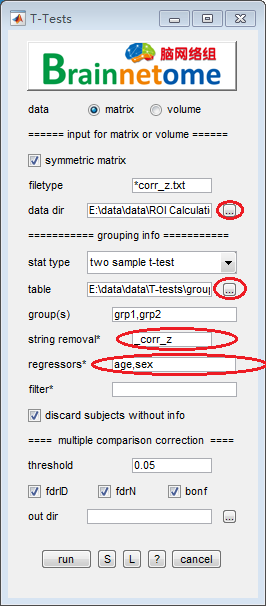 T-Tests
脑网络组
Brainnetome
data matrix volume
====== input for matrix or volume ======
symmetric matrix
filetype *corr_z.txt
data dir E:\data\data\ROI Calculati ...
=========== grouping info ===========
stat type two sample t-test
table E:\data\data\T-tests\group ...
group(s) grp1,grp2
string removal* _corr_z
regressors* age,sex
filter*
discard subjects without info
==== multiple comparison correction ====
threshold 0.05
fdrID fdrN bonf
out dir ...
run S L ? cancel